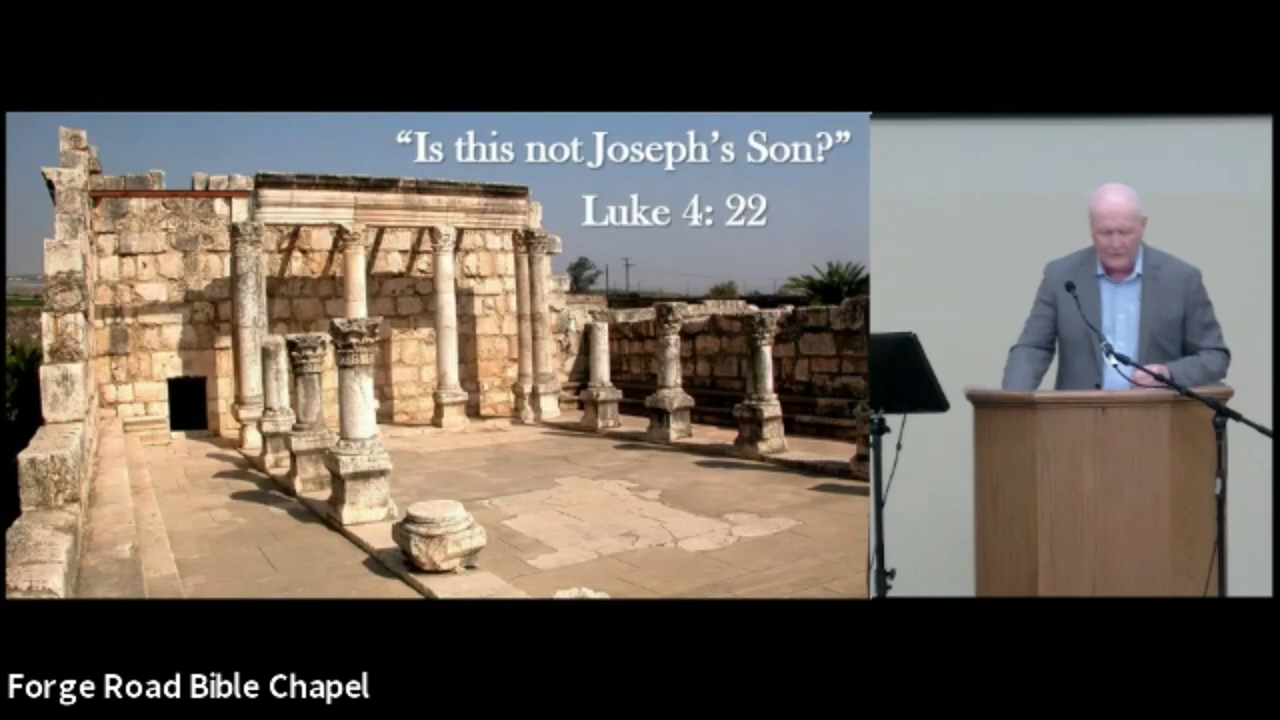 “Is this not Joseph’s Son?”
Luke 4: 22
Forge Road Bible Chapel